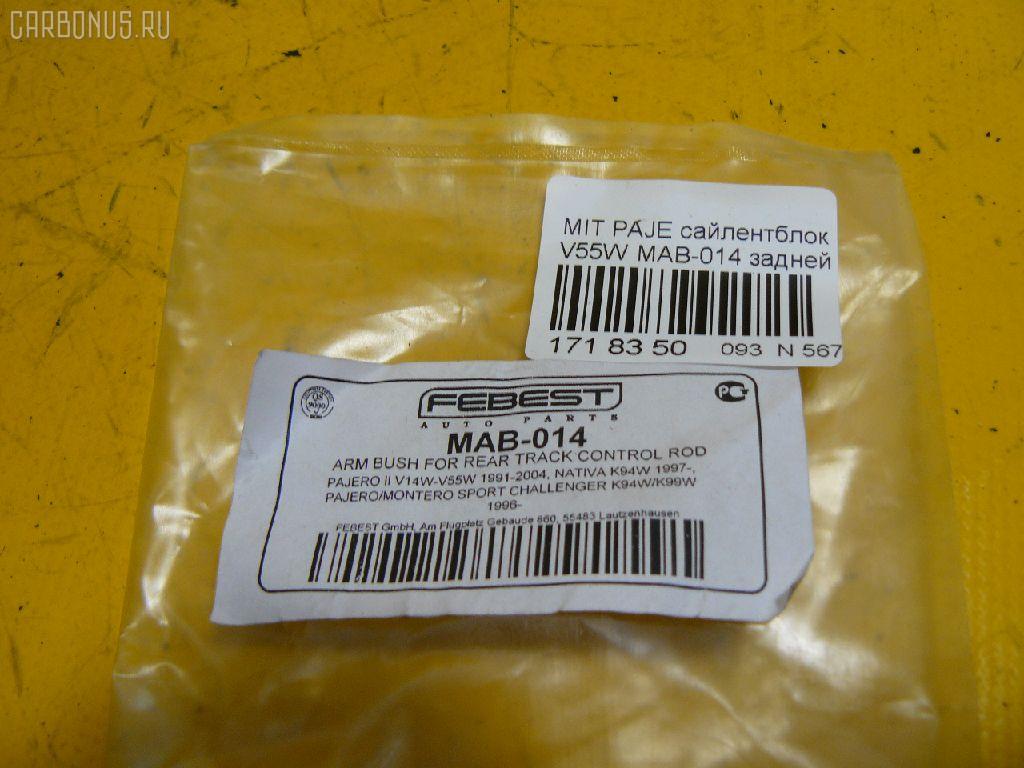 CARBONUS.RU
MIT PAJE сайлентблок
V55W MAB-014 задней
171 83 50 093 N 567
FEBEST
AUTO PARTS
MAB-014
ARM BUSH FOR REAR TRACK CONTROL ROD
PAJERO II V14W-V55W 1991-2004, NATIVA K94W 1997-,
PAJERO/MONTERO SPORT CHALLENGER K94W/K99W
1996-
FEBEST GmbH, Am Flugplatz Gebaude 860, 55483 Lautzenhausen